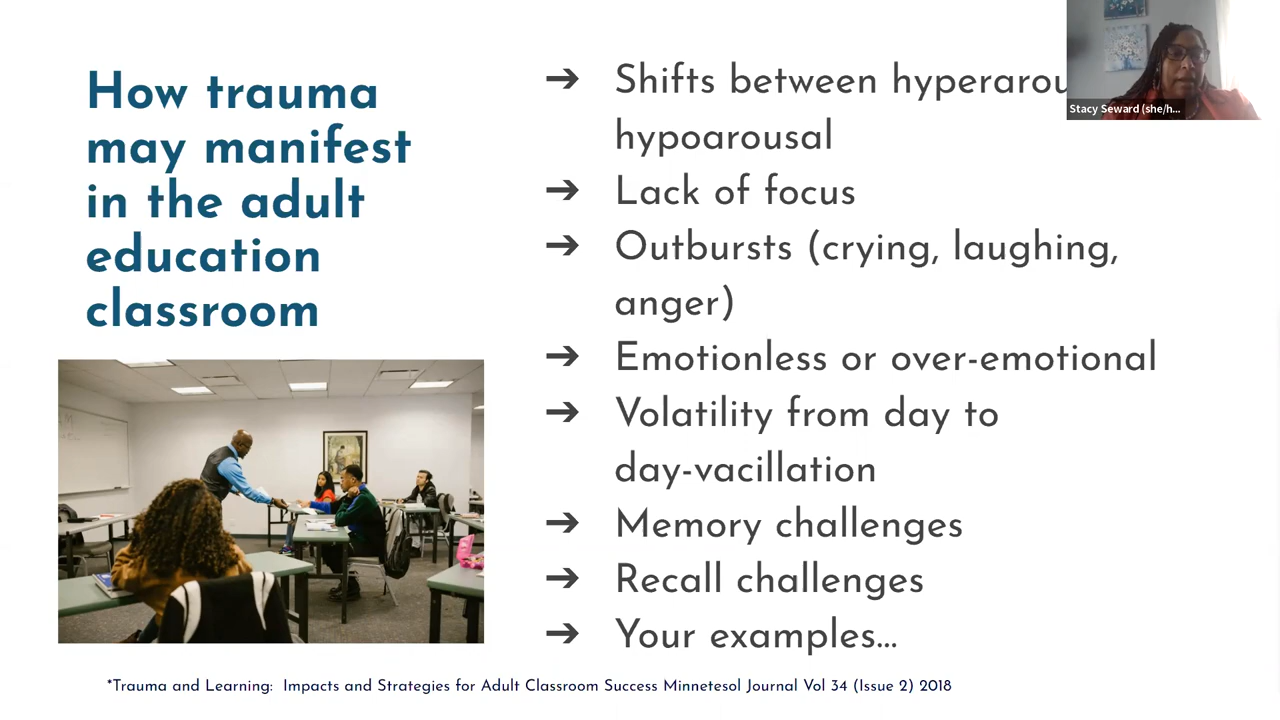 How trauma
may manifest
in the adult
education
classroom
➔ Shifts between
hypoarousal
➔ Lack of focus
➔ Outbursts (crying, laughing,
anger)
➔ Emotionless or over-emotional
➔ Volatility from day to
day-vacillation
➔ Memory challenges
➔ Recall challenges
➔ Your examples...
Stacy Seward (she/h...
*Trauma and Learning: Impacts and Strategies for Adult Classroom Success Minnetesol Journal Vol 34 (Issue 2) 2018